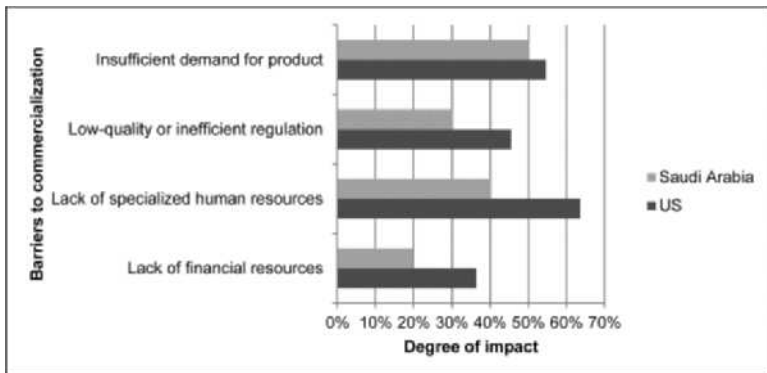 Barriers to commercialization
Insufficient demand for product
Low-quality or inefficient regulation
Lack of specialized human resources
Lack of financial resources
Saudi Arabia
US
0% 10% 20% 30% 40% 50% 60% 70%
Degree of impact